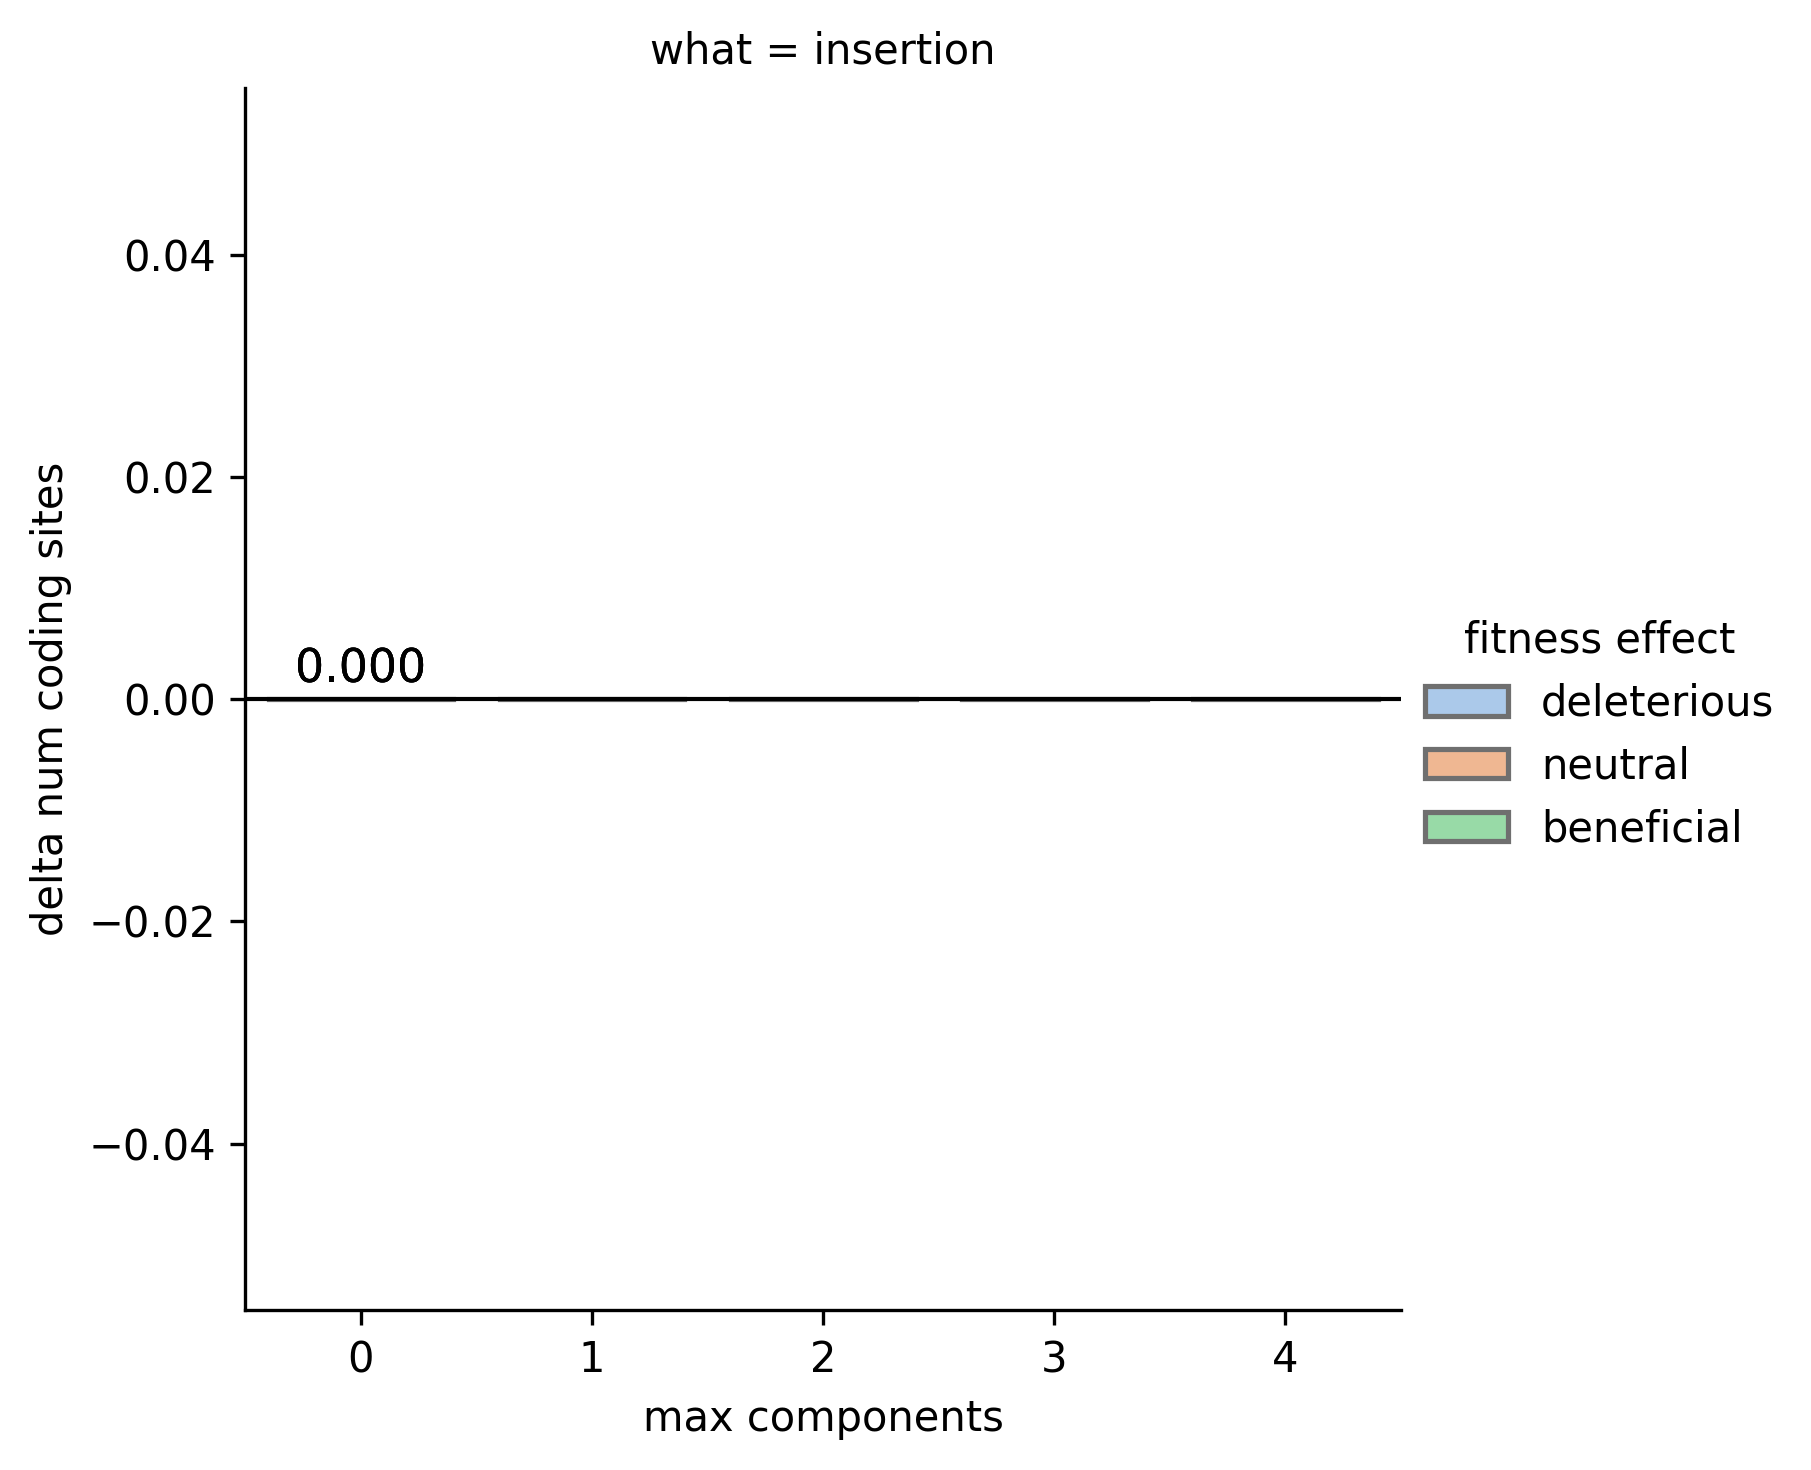 what = insertion
delta num coding sites
0.04
0.02
0.00
−0.02
−0.04
0.000
0
1
2
3
4
max components
fitness effect
deleterious
neutral
beneficial